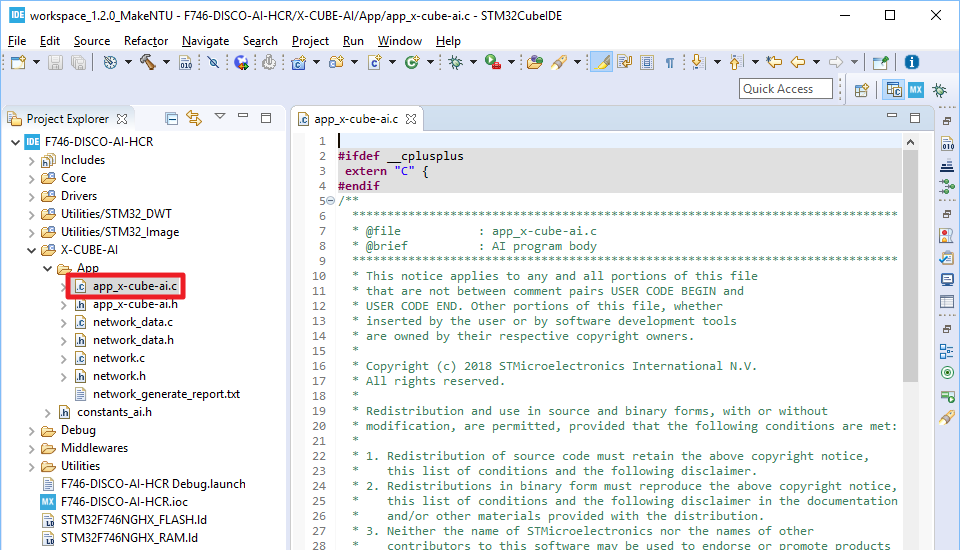 IDE workspace_1.2.0_MakeNTU - F746-DISCO-AI-HCR/X-CUBE-AI/App/app_x-cube-ai.c - STM32CubeIDE
File Edit Source Refactor Navigate Search Project Run Window Help
Quick Access
MX
Project Explorer
app_x-cube-ai.c
IDE F746-DISCO-AI-HCR
Includes
Core
Drivers
Utilities/STM32_DWT
Utilities/STM32_Image
X-CUBE-AI
App
.c app_x-cube-ai.c
.h app_x-cube-ai.h
.c network_data.c
.h network_data.h
.c network.c
.h network.h
network_generate_report.txt
.h constants_ai.h
Debug
Middlewares
Utilities
F746-DISCO-AI-HCR Debug.launch
MX F746-DISCO-AI-HCR.ioc
STM32F746NGHX_FLASH.ld
STM32F746NGHX_RAM.ld
1
2 #ifdef __cplusplus
3 extern "C" {
4 #endif
5 /**
6 ******************************************************************************
7 * @file : app_x-cube-ai.c
8 * @brief : AI program body
9 ******************************************************************************
10 * This notice applies to any and all portions of this file
11 * that are not between comment pairs USER CODE BEGIN and
12 * USER CODE END. Other portions of this file, whether
13 * inserted by the user or by software development tools
14 * are owned by their respective copyright owners.
15 *
16 * Copyright (c) 2018 STMicroelectronics International N.V.
17 * All rights reserved.
18 *
19 * Redistribution and use in source and binary forms, with or without
20 * modification, are permitted, provided that the following conditions are met:
21 *
22 * 1. Redistribution of source code must retain the above copyright notice,
23 * this list of conditions and the following disclaimer.
24 * 2. Redistributions in binary form must reproduce the above copyright notice,
25 * this list of conditions and the following disclaimer in the documentation
26 * and/or other materials provided with the distribution.
27 * 3. Neither the name of STMicroelectronics nor the names of other
28 * contributors to this software may be used to endorse or promote products